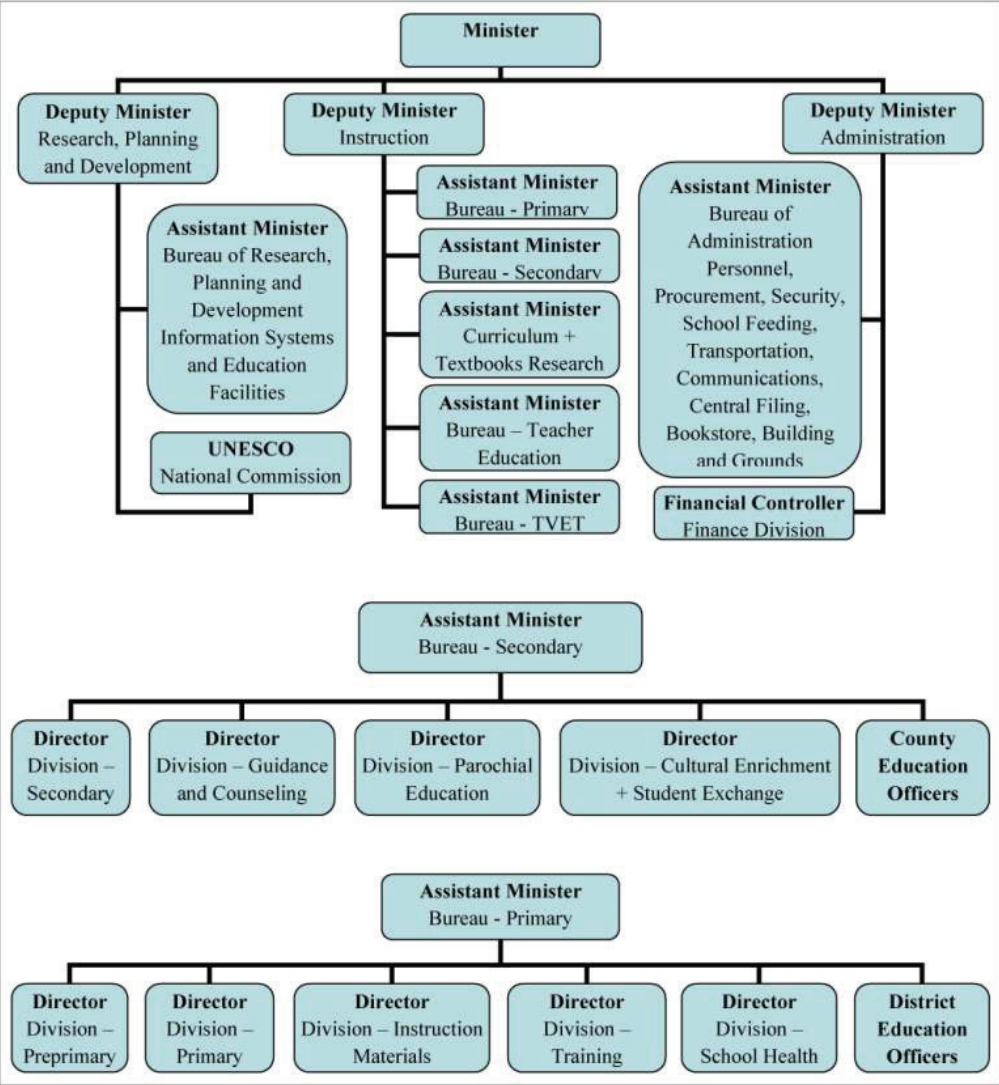 Minister
Deputy Minister
Research, Planning
and Development
Deputy Minister
Instruction
Deputy Minister
Administration
Assistant Minister
Bureau of Research,
Planning and
Development
Information Systems
and Education
Facilities
UNESCO
National Commission
Assistant Minister
Bureau - Primary
Assistant Minister
Bureau - Secondary
Assistant Minister
Curriculum +
Textbooks Research
Assistant Minister
Bureau – Teacher
Education
Assistant Minister
Bureau - TVET
Assistant Minister
Bureau of
Administration
Personnel,
Procurement, Security,
School Feeding,
Transportation,
Communications,
Central Filing,
Bookstore, Building
and Grounds
Financial Controller
Finance Division
Assistant Minister
Bureau - Secondary
Director
Division –
Secondary
Director
Division – Guidance
and Counseling
Director
Division – Parochial
Education
Director
Division – Cultural Enrichment
+ Student Exchange
County
Education
Officers
Assistant Minister
Bureau - Primary
Director
Division –
Preprimary
Director
Division –
Primary
Director
Division – Instruction
Materials
Director
Division –
Training
Director
Division –
School Health
District
Education
Officers